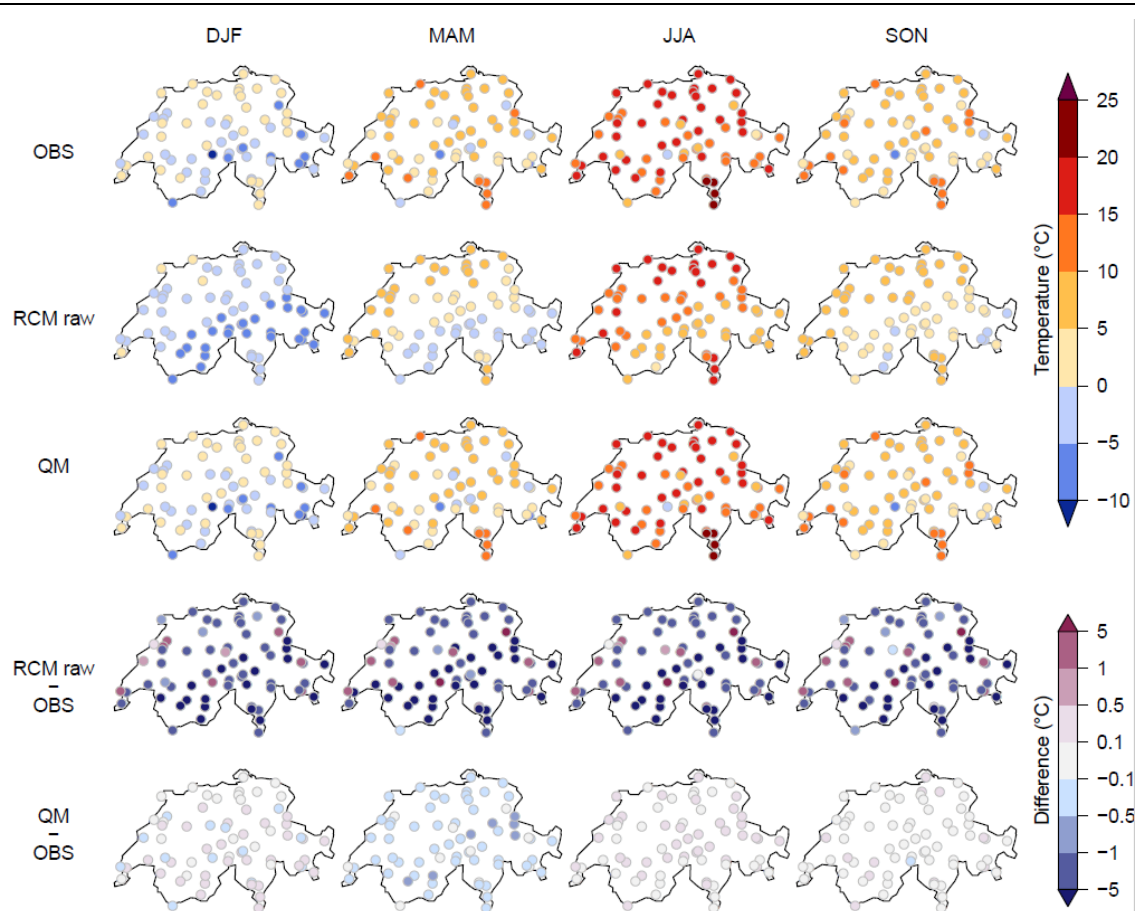 DJF MAM JJA SON
OBS
RCM raw
QM
RCM raw
–
OBS
QM
–
OBS
25
20
15
10
5
0
−5
−10
Temperature (°C)
5
1
0.5
0.1
−0.1
−0.5
−1
−5
Difference (°C)